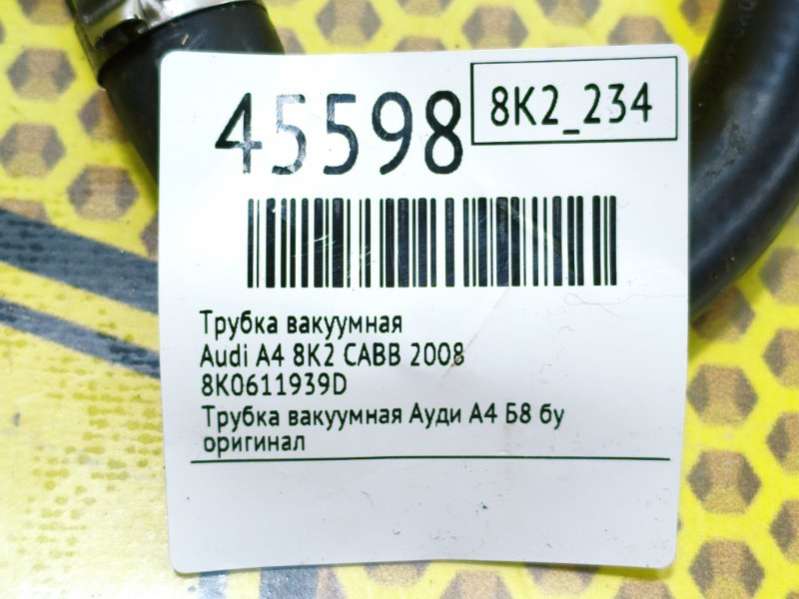 45598
8K2_234
Трубка вакуумная
Audi A4 8K2 CABB 2008
8K0611939D
Трубка вакуумная Ауди А4 Б8 бу
оригинал